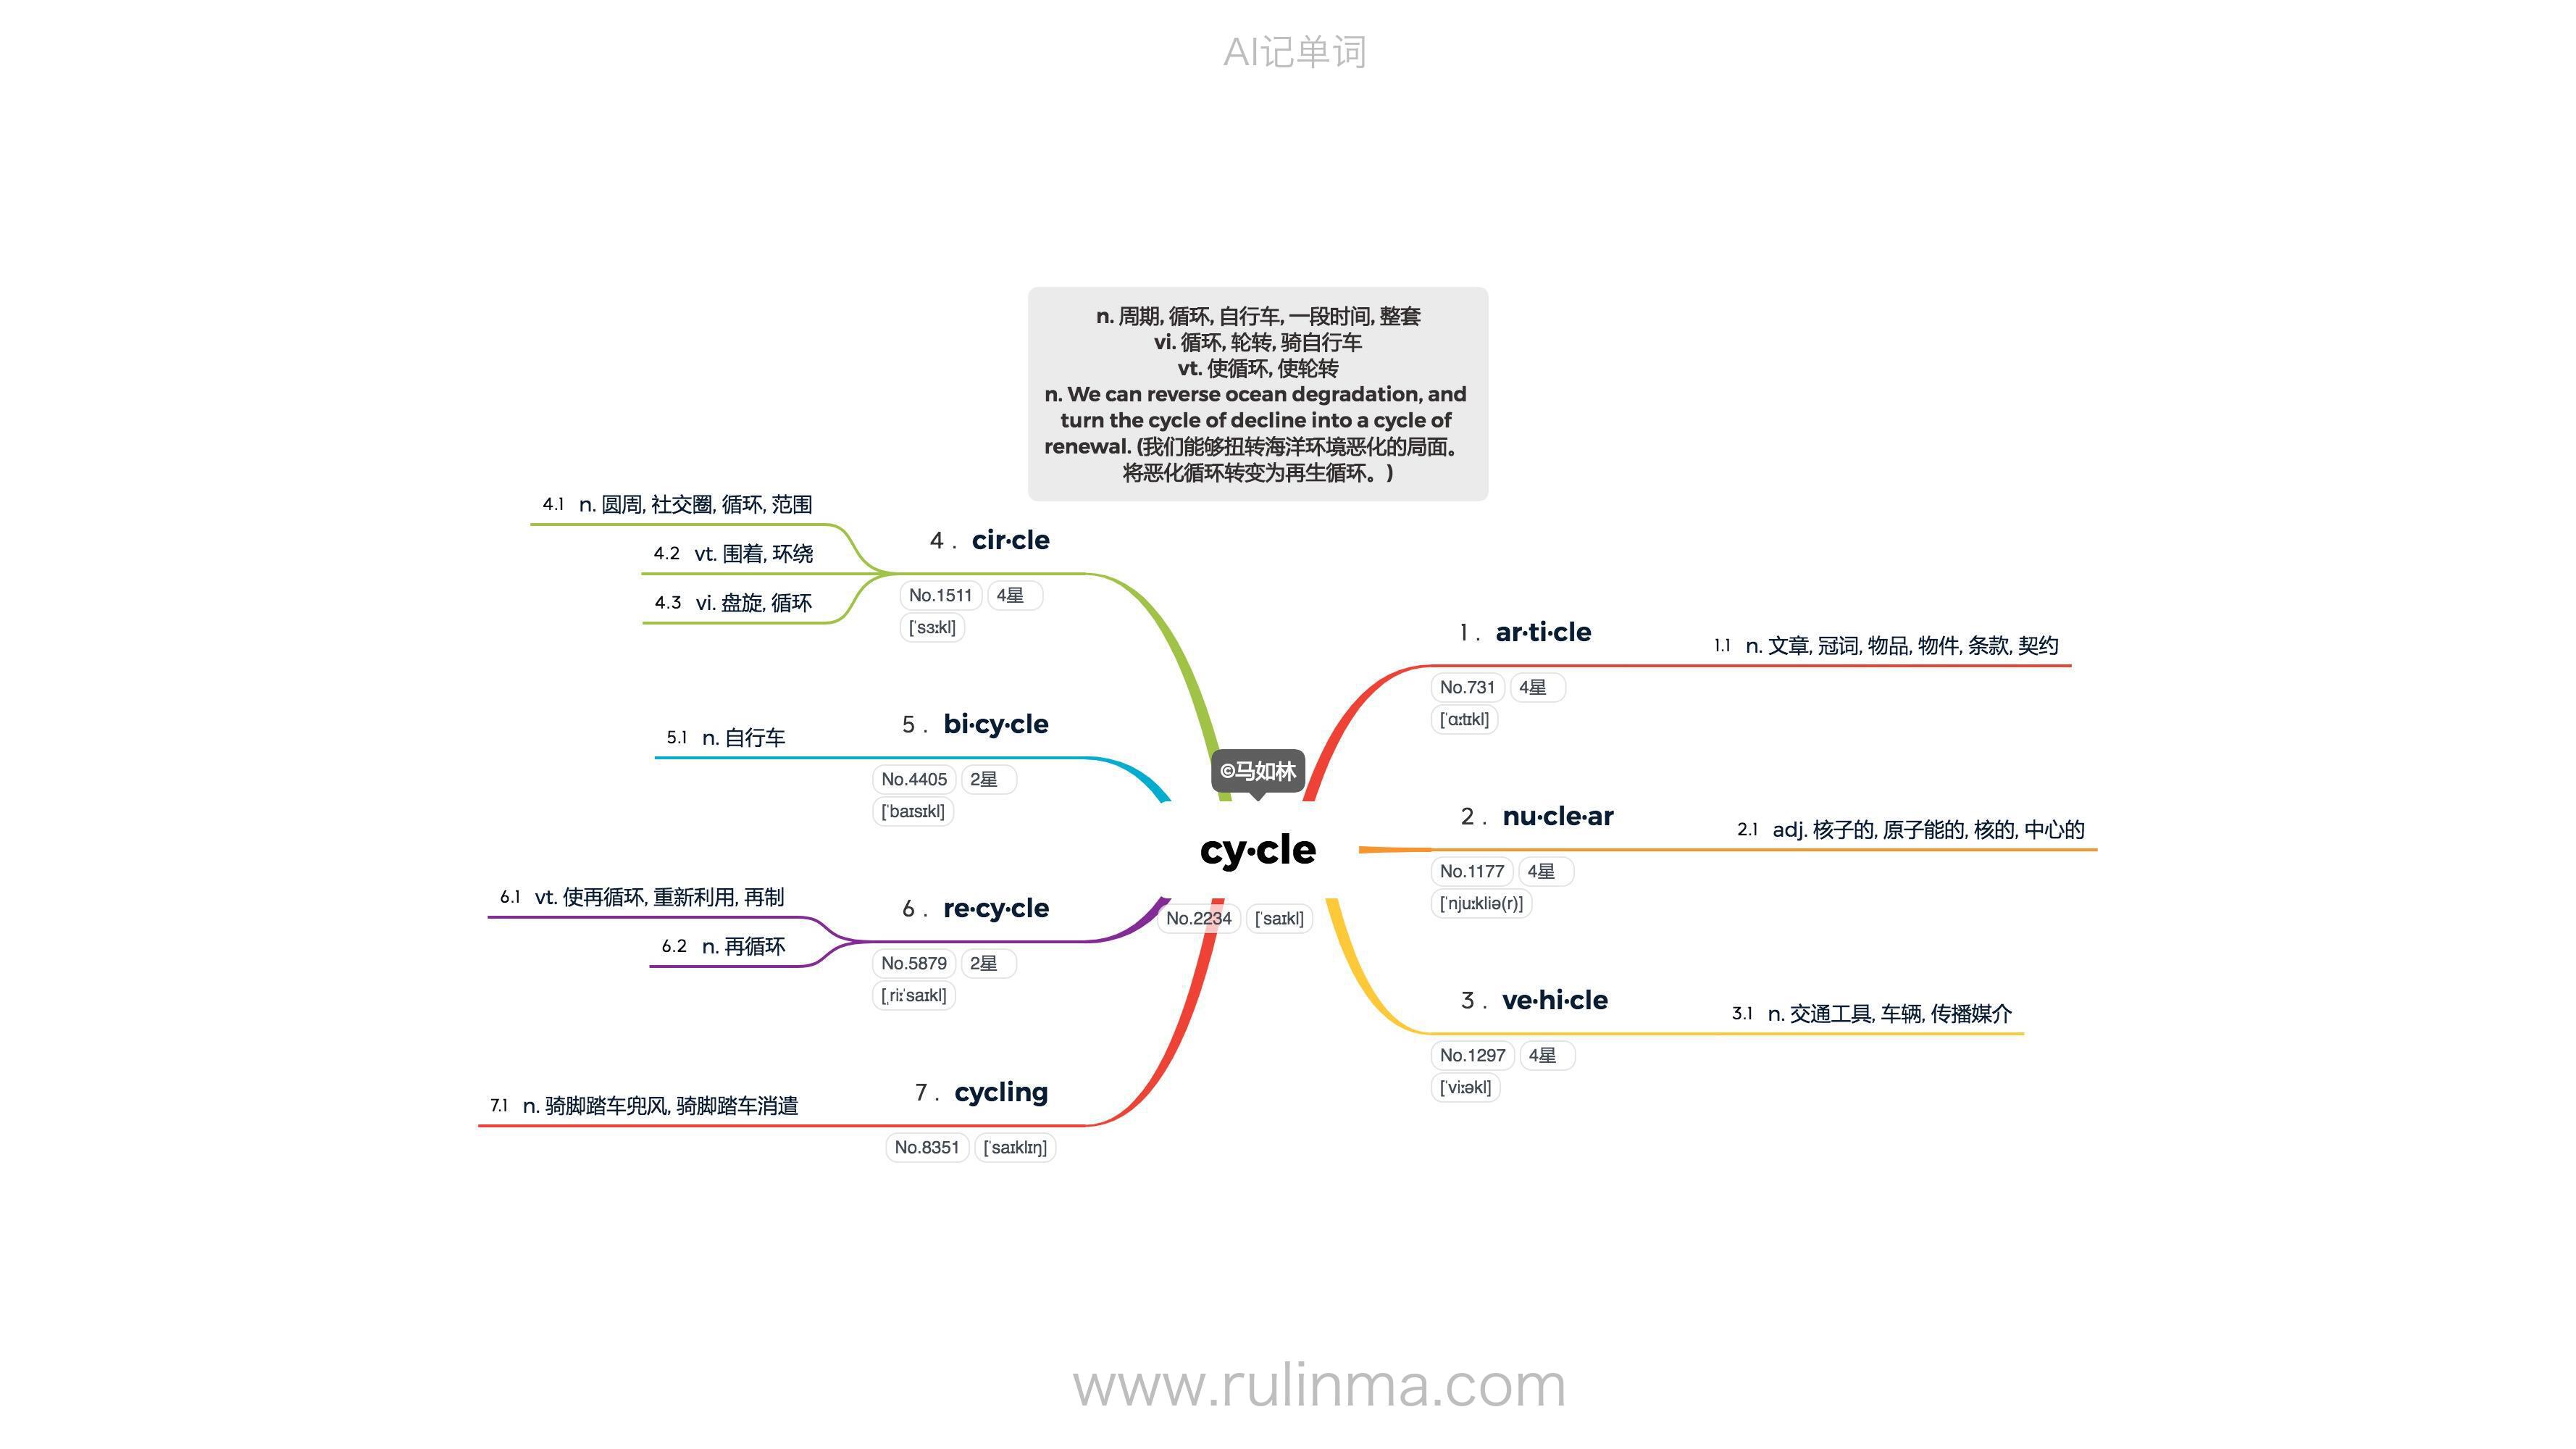 AI记单词
n. 周期, 循环, 自行车, 一段时间, 整套
vi. 循环, 轮转, 骑自行车
vt. 使循环, 使轮转
n. We can reverse ocean degradation, and
turn the cycle of decline into a cycle of
renewal. (我们能够扭转海洋环境恶化的局面。
将恶化循环转变为再生循环。)
©马如林
cy·cle
No.2234 [ˈsaɪkl]
1 . ar·ti·cle
No.731 4星
[ˈɑːtɪkl]
1.1 n. 文章, 冠词, 物品, 物件, 条款, 契约
2 . nu·cle·ar
No.1177 4星
[ˈnjuːkliə(r)]
2.1 adj. 核子的, 原子能的, 核的, 中心的
3 . ve·hi·cle
No.1297 4星
[ˈviːəkl]
3.1 n. 交通工具, 车辆, 传播媒介
4 . cir·cle
No.1511 4星
[ˈsɜːkl]
4.1 n. 圆周, 社交圈, 循环, 范围
4.2 vt. 围着, 环绕
4.3 vi. 盘旋, 循环
5 . bi·cy·cle
No.4405 2星
[ˈbaɪsɪkl]
5.1 n. 自行车
6 . re·cy·cle
No.5879 2星
[ˌriːˈsaɪkl]
6.1 vt. 使再循环, 重新利用, 再制
6.2 n. 再循环
7 . cycling
No.8351 [ˈsaɪklɪŋ]
7.1 n. 骑脚踏车兜风, 骑脚踏车消遣
www.rulinma.com